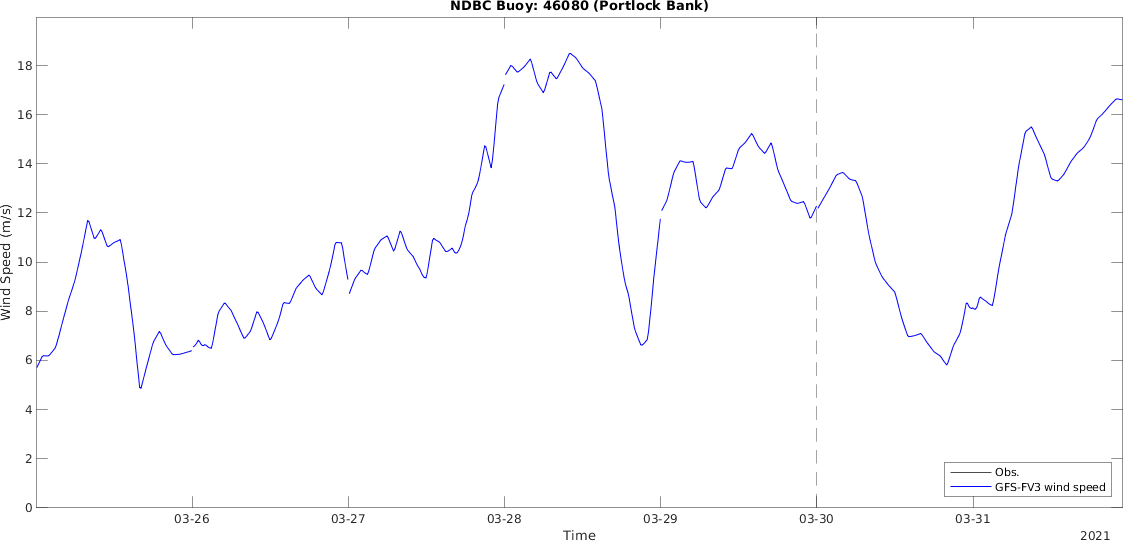 NDBC Buoy: 46080 (Portlock Bank)
Wind Speed (m/s)
18
16
14
12
10
8
6
4
2
0
Obs.
GFS-FV3 wind speed
03-26 03-27 03-28 03-29 03-30 03-31
Time
2021